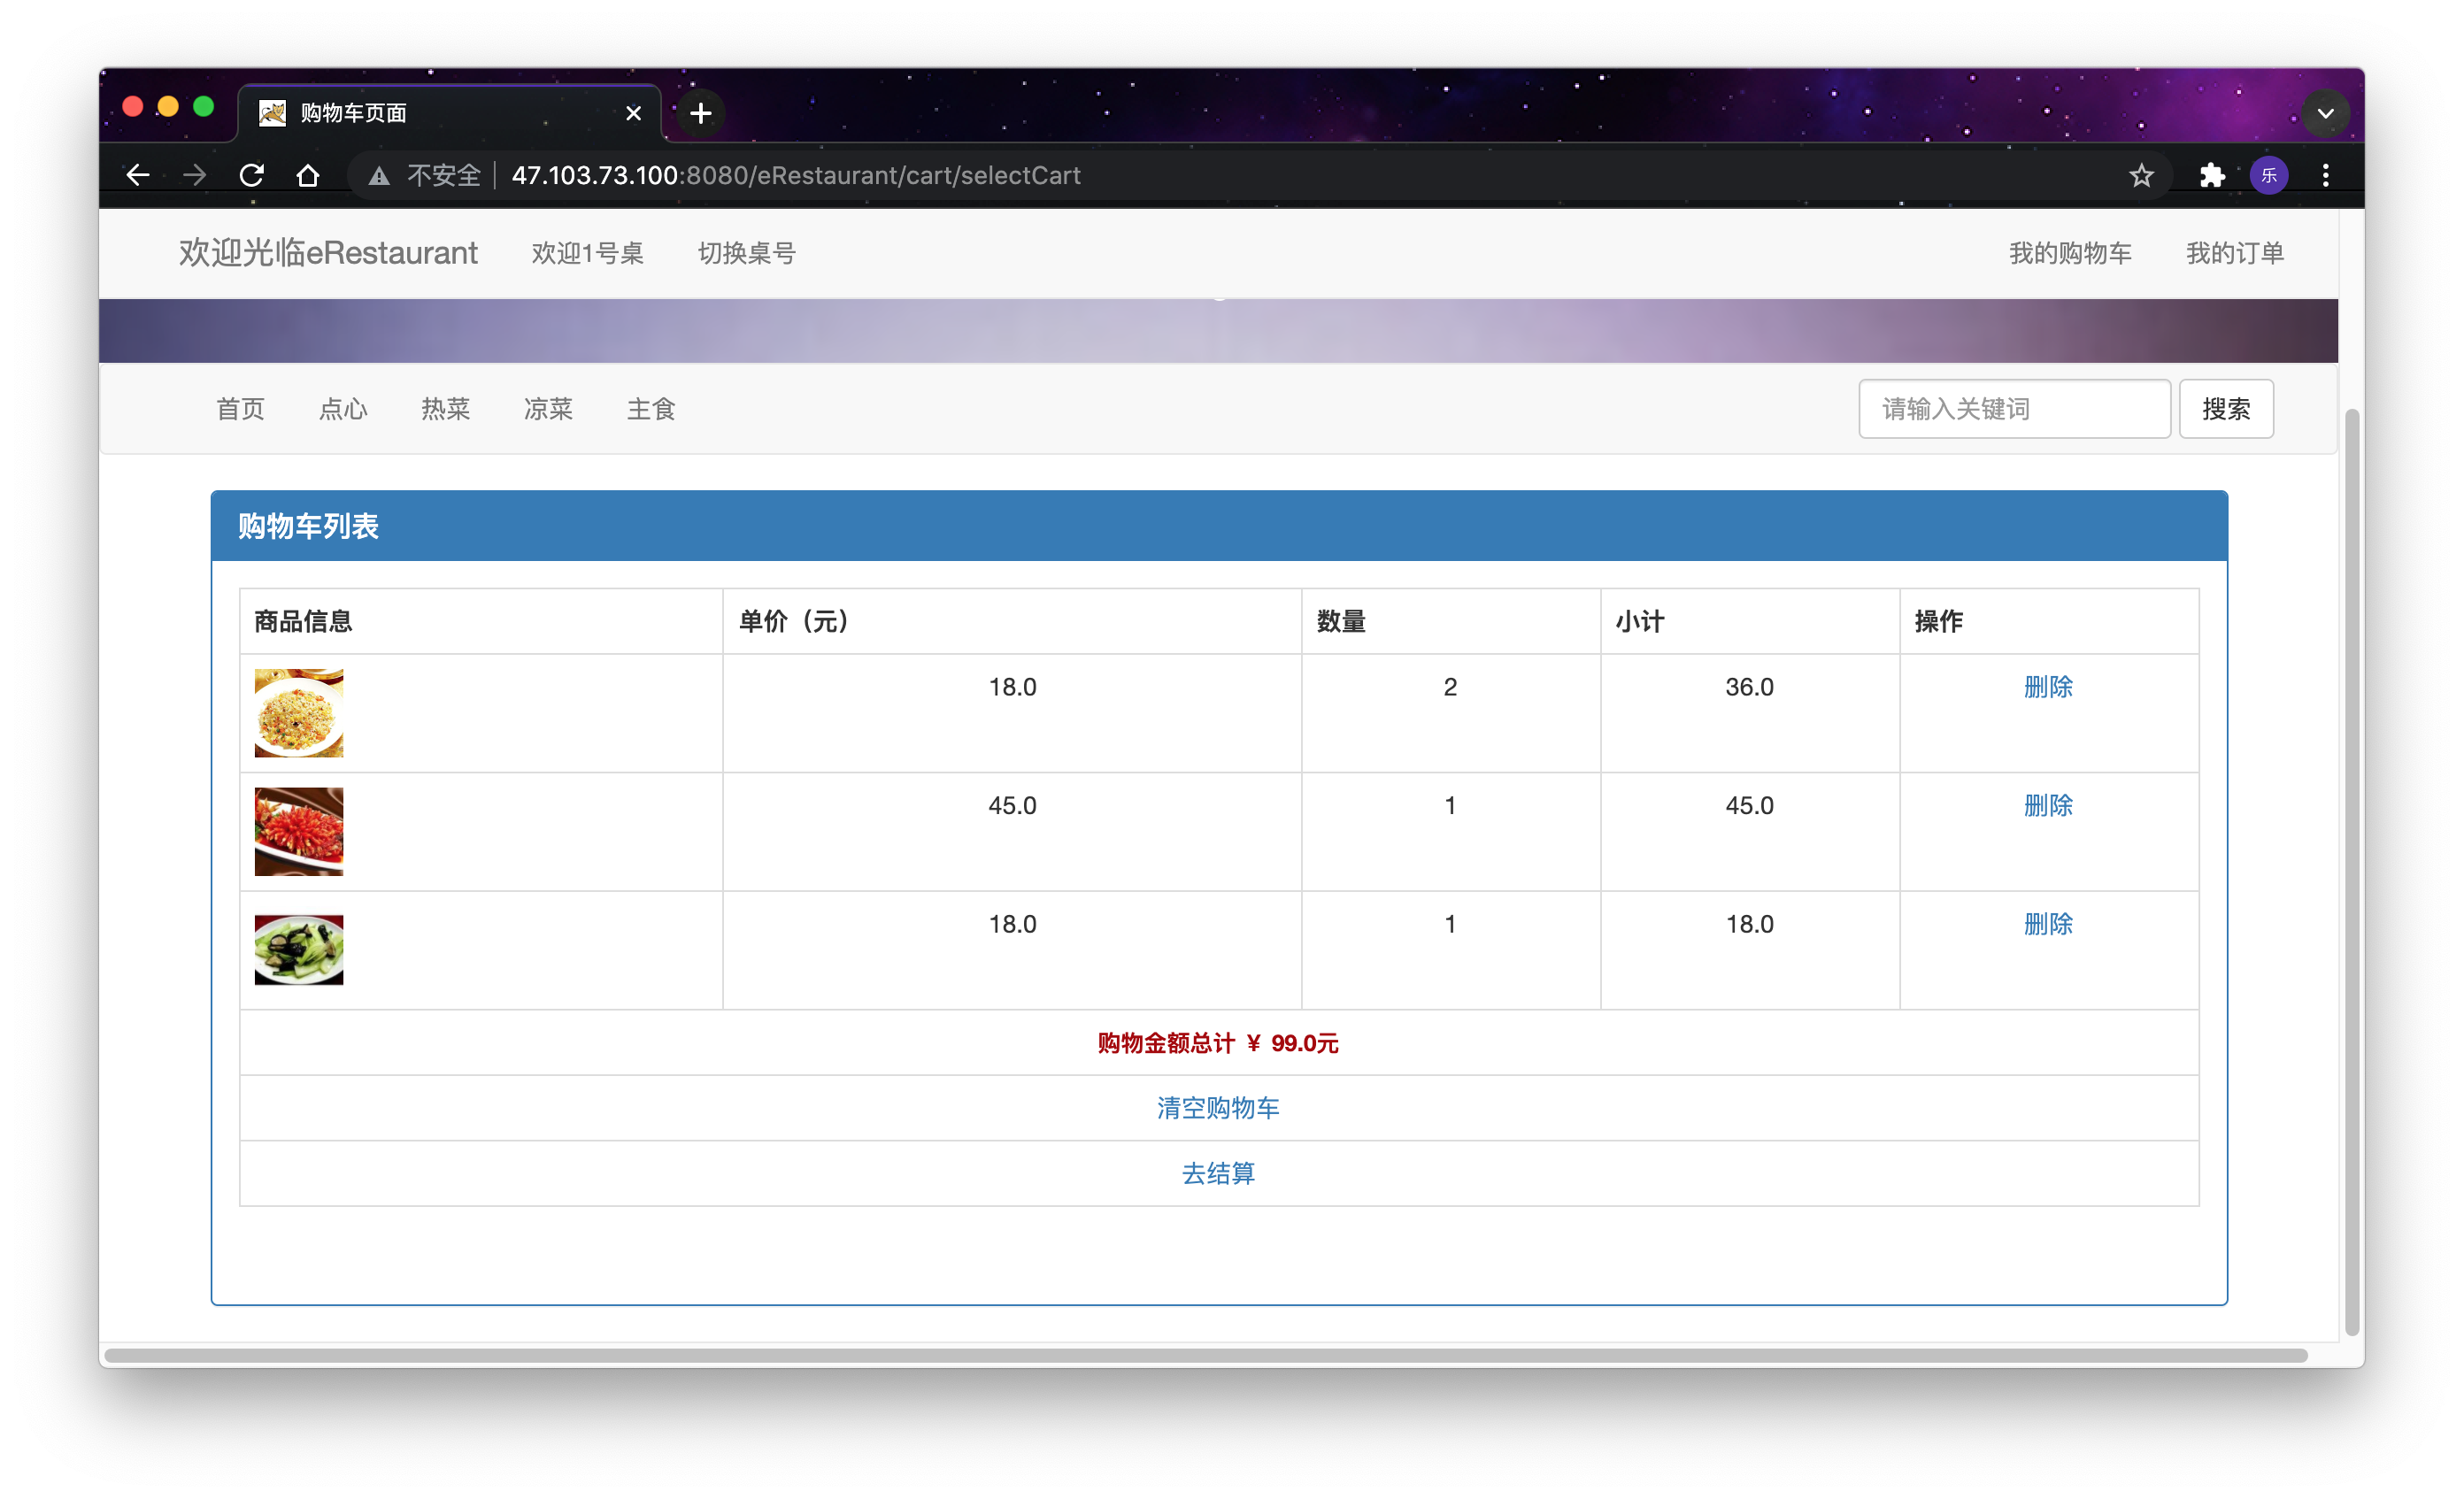 购物车页面
不安全 47.103.73.100:8080/eRestaurant/cart/selectCart 乐
欢迎光临eRestaurant 欢迎1号桌 切换桌号 我的购物车 我的订单
首页 点心 热菜 凉菜 主食 请输入关键词 搜索
购物车列表
商品信息 单价（元） 数量 小计 操作
18.0 2 36.0 删除
45.0 1 45.0 删除
18.0 1 18.0 删除
购物金额总计 ¥ 99.0元
清空购物车
去结算